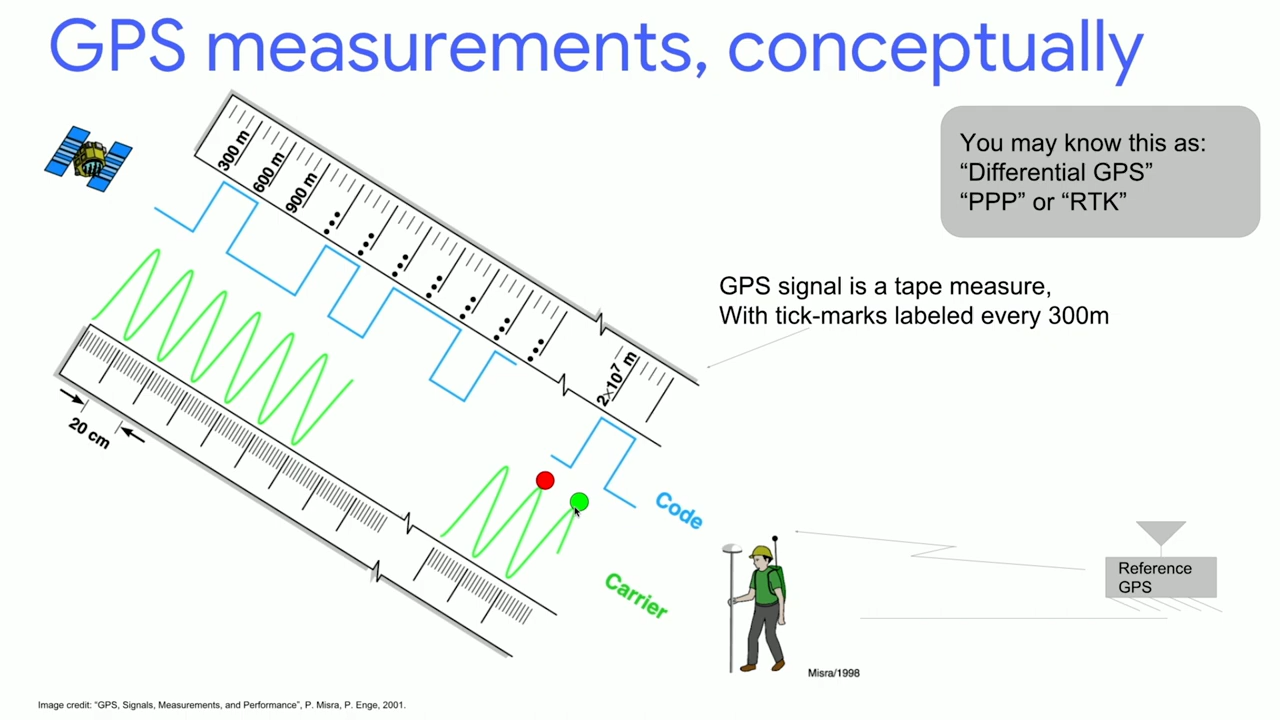 GPS measurements, conceptually
You may know this as:
“Differential GPS”
“PPP” or “RTK”
300 m
600 m
900 m
2×10⁷ m
GPS signal is a tape measure,
With tick-marks labeled every 300m
20 cm
Code
Carrier
Reference
GPS
Misra/1998
Image credit: “GPS, Signals, Measurements, and Performance”, P. Misra, P. Enge, 2001.